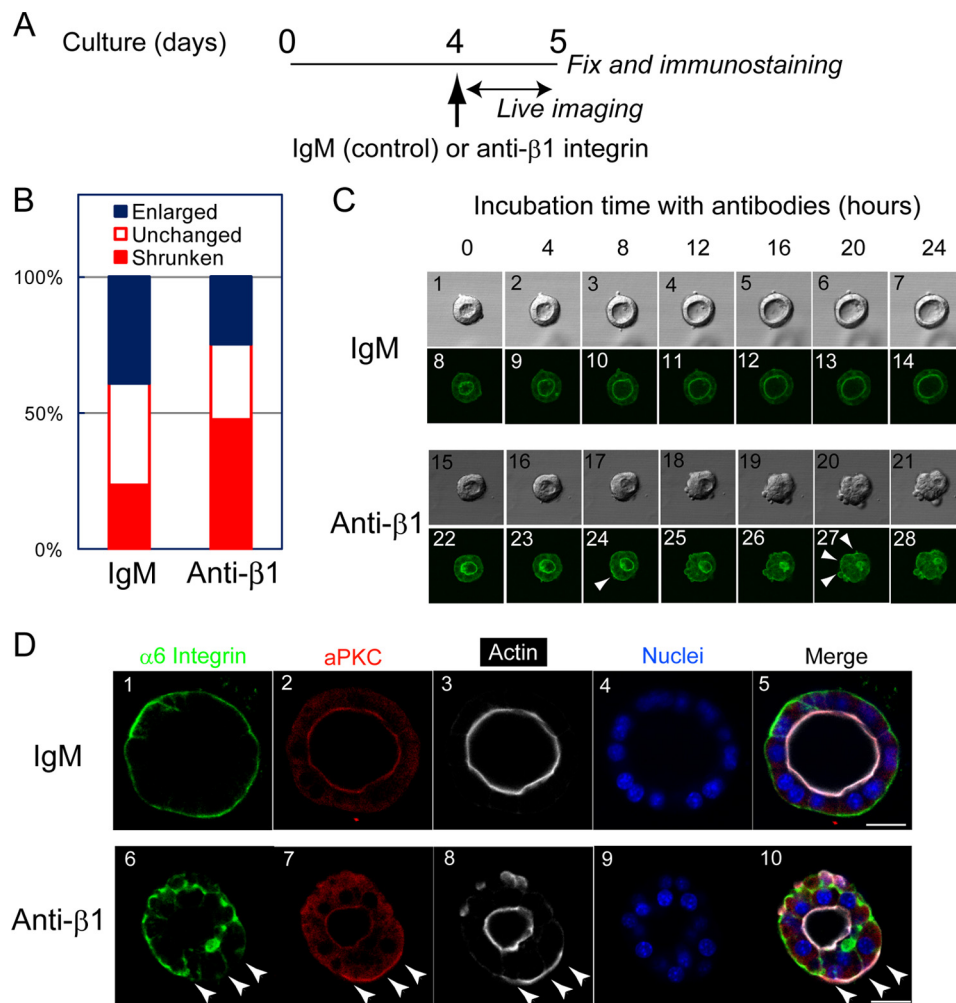 A
Culture (days)
0 4 5
Fix and immunostaining
Live imaging
IgM (control) or anti-β1 integrin
B
Enlarged
Unchanged
Shrunken
100%
50%
0%
IgM Anti-β1
C
Incubation time with antibodies (hours)
0 4 8 12 16 20 24
1 2 3 4 5 6 7
IgM
8 9 10 11 12 13 14
15 16 17 18 19 20 21
Anti-β1
22 23 24 25 26 27 28
D
α6 Integrin aPKC Actin Nuclei Merge
1 2 3 4 5
IgM
6 7 8 9 10
Anti-β1